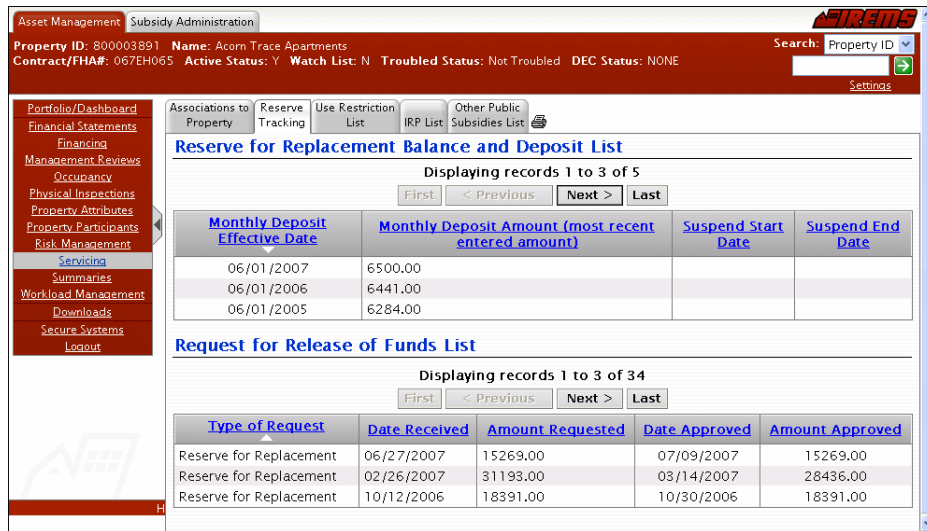 Asset Management Subsidy Administration
iREMS
Property ID: 800003891 Name: Acorn Trace Apartments
Contract/FHA#: 067EH065 Active Status: Y Watch List: N Troubled Status: Not Troubled DEC Status: NONE
Search: Property ID
Settings
Portfolio/Dashboard
Financial Statements
Financing
Management Reviews
Occupancy
Physical Inspections
Property Attributes
Property Participants
Risk Management
Servicing
Summaries
Workload Management
Downloads
Secure Systems
Logout
H
Associations to Property Reserve Tracking Use Restriction List IRP List Other Public Subsidies List
Reserve for Replacement Balance and Deposit List
Displaying records 1 to 3 of 5
First < Previous Next > Last
Monthly Deposit Effective Date Monthly Deposit Amount (most recent entered amount) Suspend Start Date Suspend End Date
06/01/2007 6500.00
06/01/2006 6441.00
06/01/2005 6284.00
Request for Release of Funds List
Displaying records 1 to 3 of 34
First < Previous Next > Last
Type of Request Date Received Amount Requested Date Approved Amount Approved
Reserve for Replacement 06/27/2007 15269.00 07/09/2007 15269.00
Reserve for Replacement 02/26/2007 31193.00 03/14/2007 28436.00
Reserve for Replacement 10/12/2006 18391.00 10/30/2006 18391.00